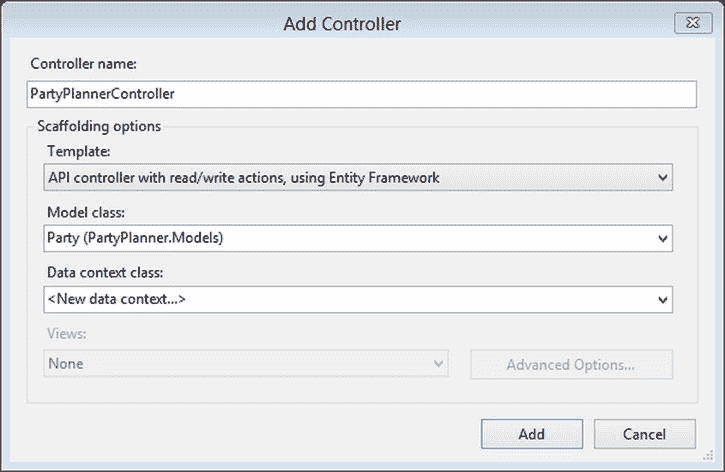 Add Controller
Controller name:
PartyPlannerController
Scaffolding options
Template:
API controller with read/write actions, using Entity Framework
Model class:
Party (PartyPlanner.Models)
Data context class:
<New data context...>
Views:
None
Advanced Options...
Add
Cancel